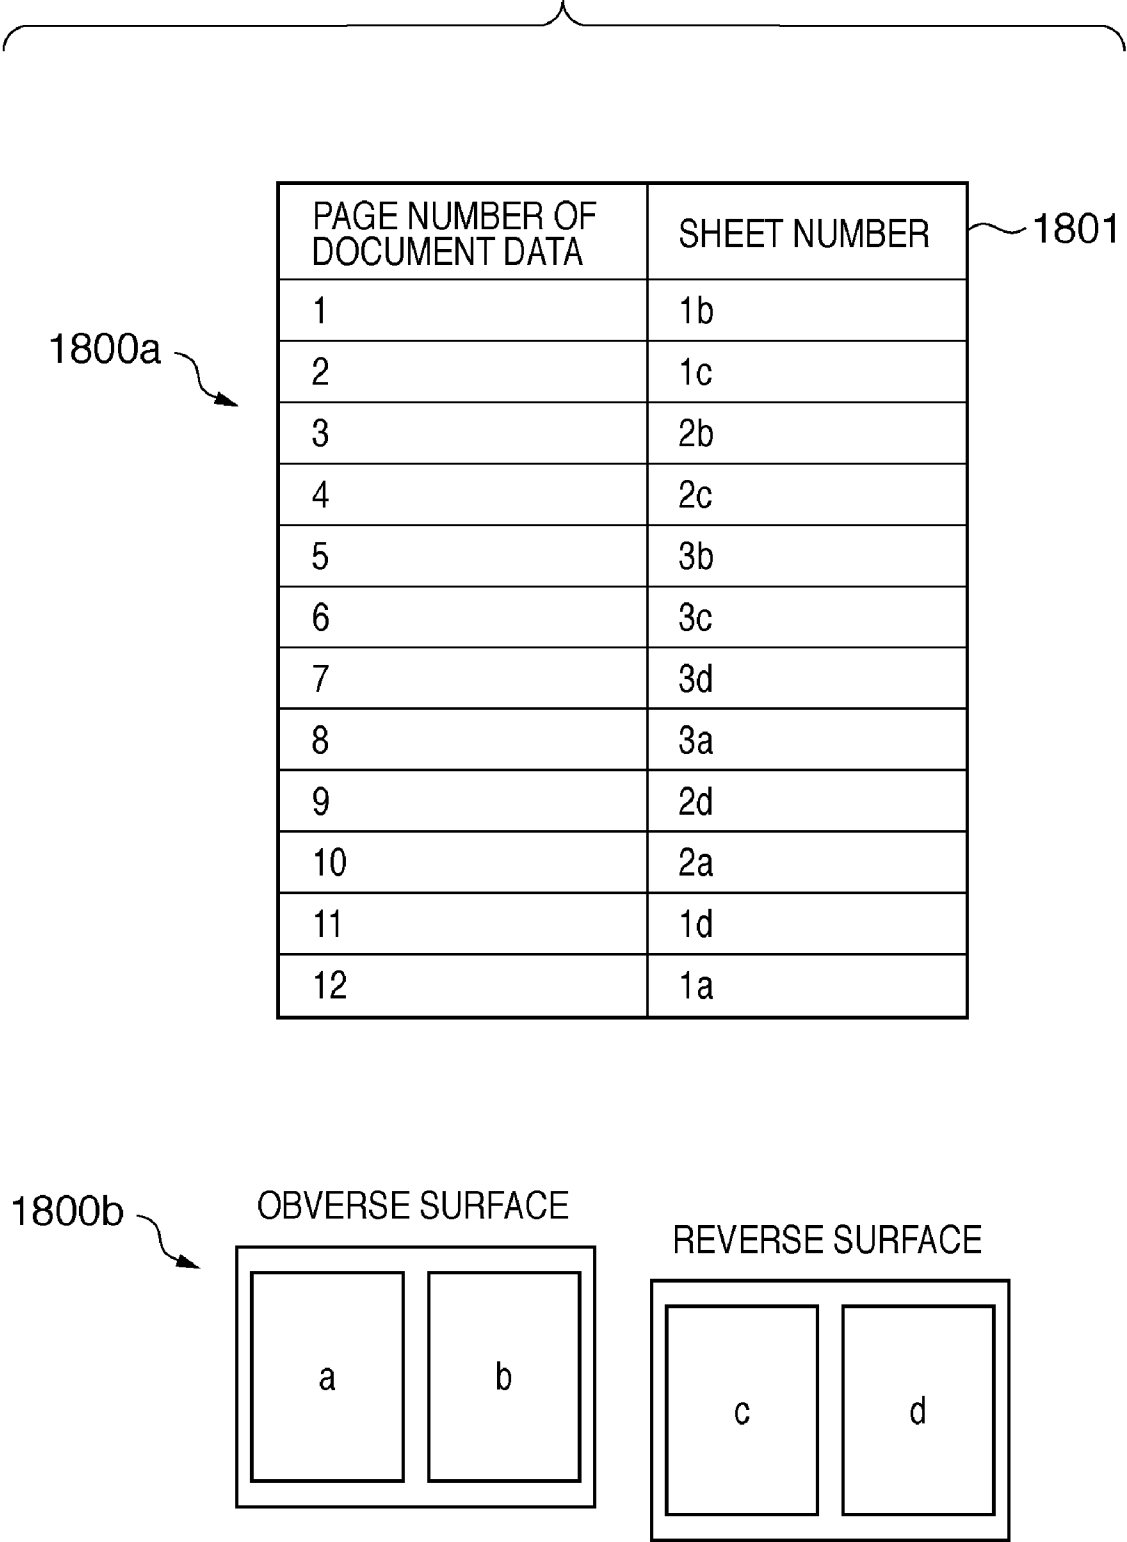 PAGE NUMBER OF
DOCUMENT DATA
SHEET NUMBER
1801
1800a
1 1b
2 1c
3 2b
4 2c
5 3b
6 3c
7 3d
8 3a
9 2d
10 2a
11 1d
12 1a
1800b
OBVERSE SURFACE
REVERSE SURFACE
a b
c d